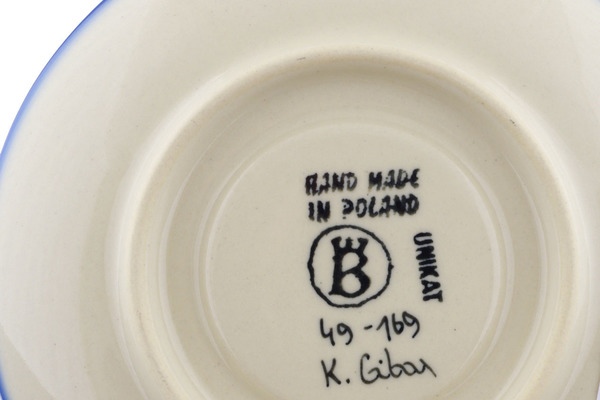 HAND MADE
IN POLAND
B
UNIKAT
49-169
K. Gibas